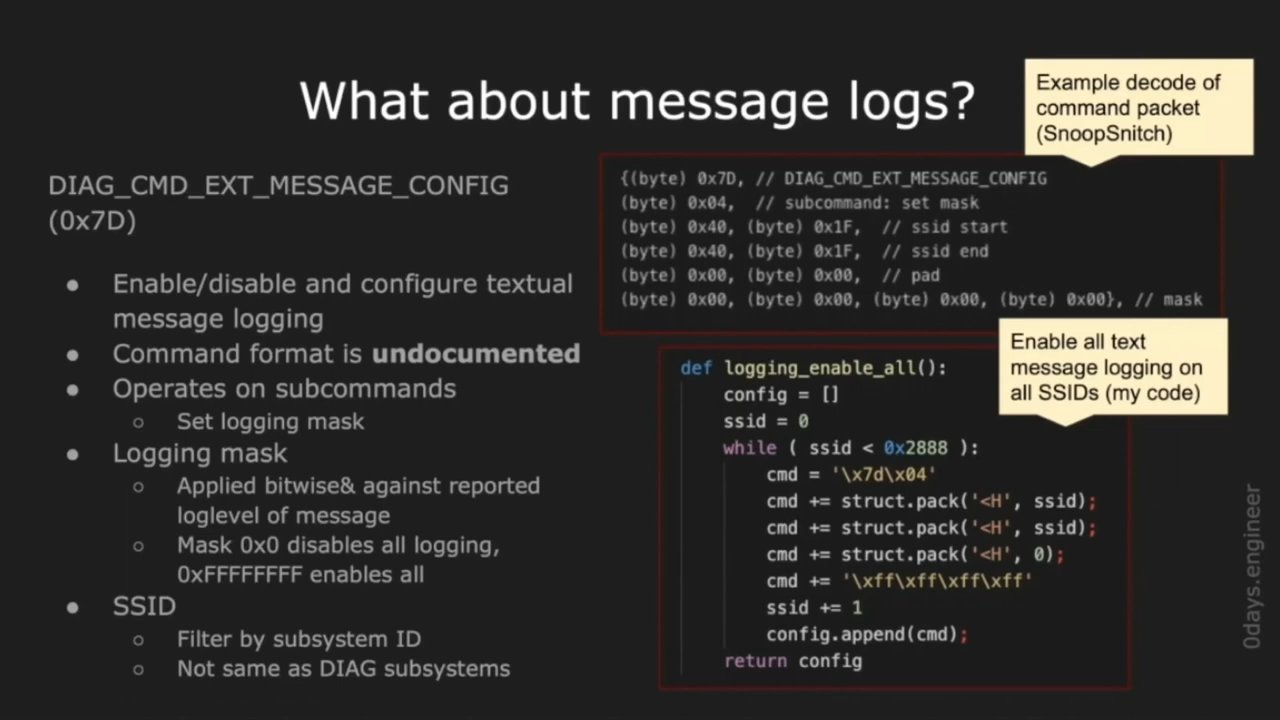 What about message logs?
Example decode of
command packet
(SnoopSnitch)
DIAG_CMD_EXT_MESSAGE_CONFIG
(0x7D)
● Enable/disable and configure textual
message logging
● Command format is undocumented
● Operates on subcommands
○ Set logging mask
● Logging mask
○ Applied bitwise& against reported
loglevel of message
○ Mask 0x0 disables all logging,
0xFFFFFFFF enables all
● SSID
○ Filter by subsystem ID
○ Not same as DIAG subsystems
{(byte) 0x7D, // DIAG_CMD_EXT_MESSAGE_CONFIG
(byte) 0x04,  // subcommand: set mask
(byte) 0x40, (byte) 0x1F,  // ssid start
(byte) 0x40, (byte) 0x1F,  // ssid end
(byte) 0x00, (byte) 0x00,  // pad
(byte) 0x00, (byte) 0x00, (byte) 0x00, (byte) 0x00}, // mask
Enable all text
message logging on
all SSIDs (my code)
def logging_enable_all():
    config = []
    ssid = 0
    while ( ssid < 0x2888 ):
        cmd = '\x7d\x04'
        cmd += struct.pack('<H', ssid);
        cmd += struct.pack('<H', ssid);
        cmd += struct.pack('<H', 0);
        cmd += '\xff\xff\xff\xff'
        ssid += 1
        config.append(cmd);
    return config
0days.engineer